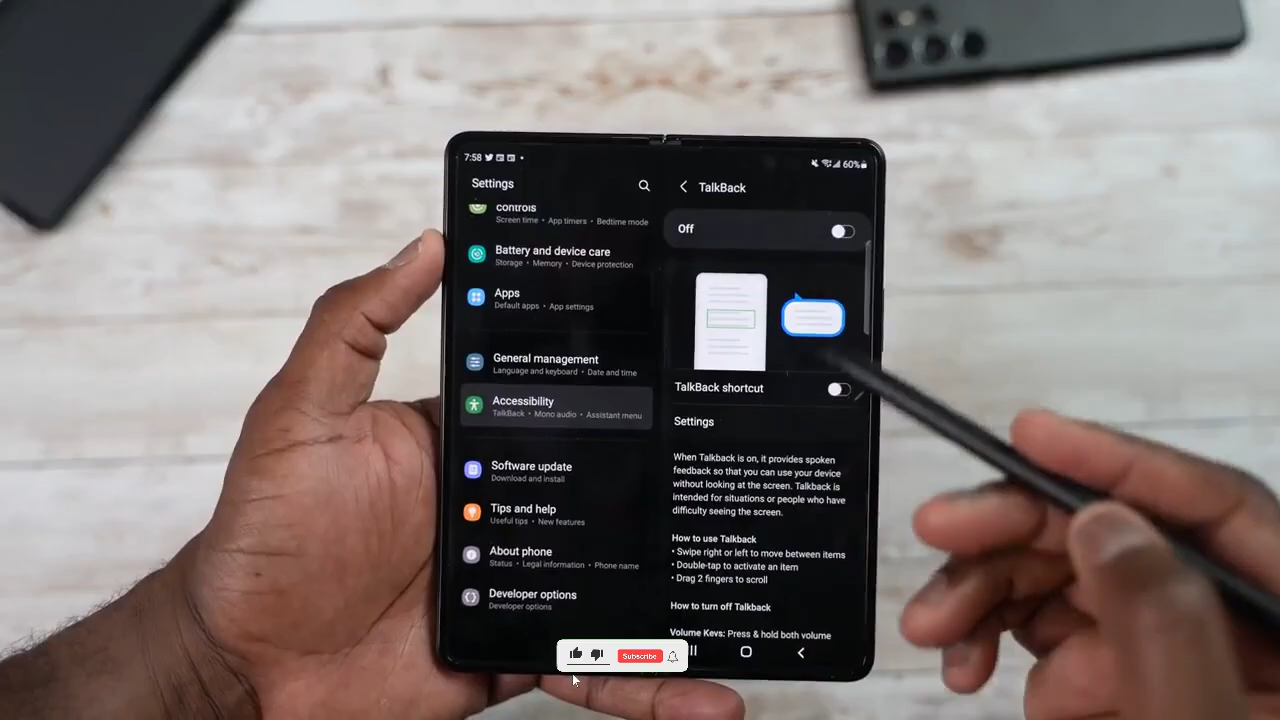 7:58
60%
Settings
controls
Screen time • App timers • Bedtime mode
Battery and device care
Storage • Memory • Device protection
Apps
Default apps • App settings
General management
Language and keyboard • Date and time
Accessibility
TalkBack • Mono audio • Assistant menu
Software update
Download and install
Tips and help
Useful tips • New features
About phone
Status • Legal information • Phone name
Developer options
Developer options
TalkBack
Off
TalkBack shortcut
Settings
When Talkback is on, it provides spoken
feedback so that you can use your device
without looking at the screen. Talkback is
intended for situations or people who have
difficulty seeing the screen.
How to use Talkback
• Swipe right or left to move between items
• Double-tap to activate an item
• Drag 2 fingers to scroll
How to turn off Talkback
Volume Keys: Press & hold both volume
Subscribe